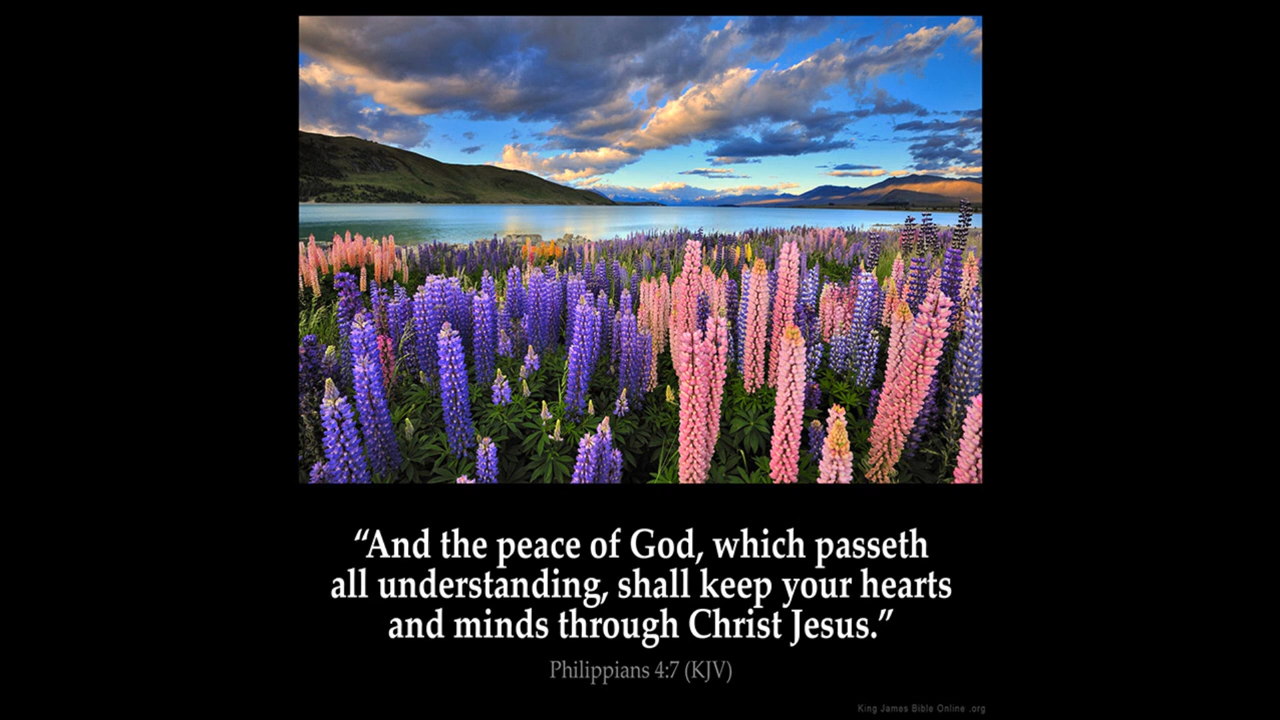 “And the peace of God, which passeth
all understanding, shall keep your hearts
and minds through Christ Jesus.”
Philippians 4:7 (KJV)
King James Bible Online .org